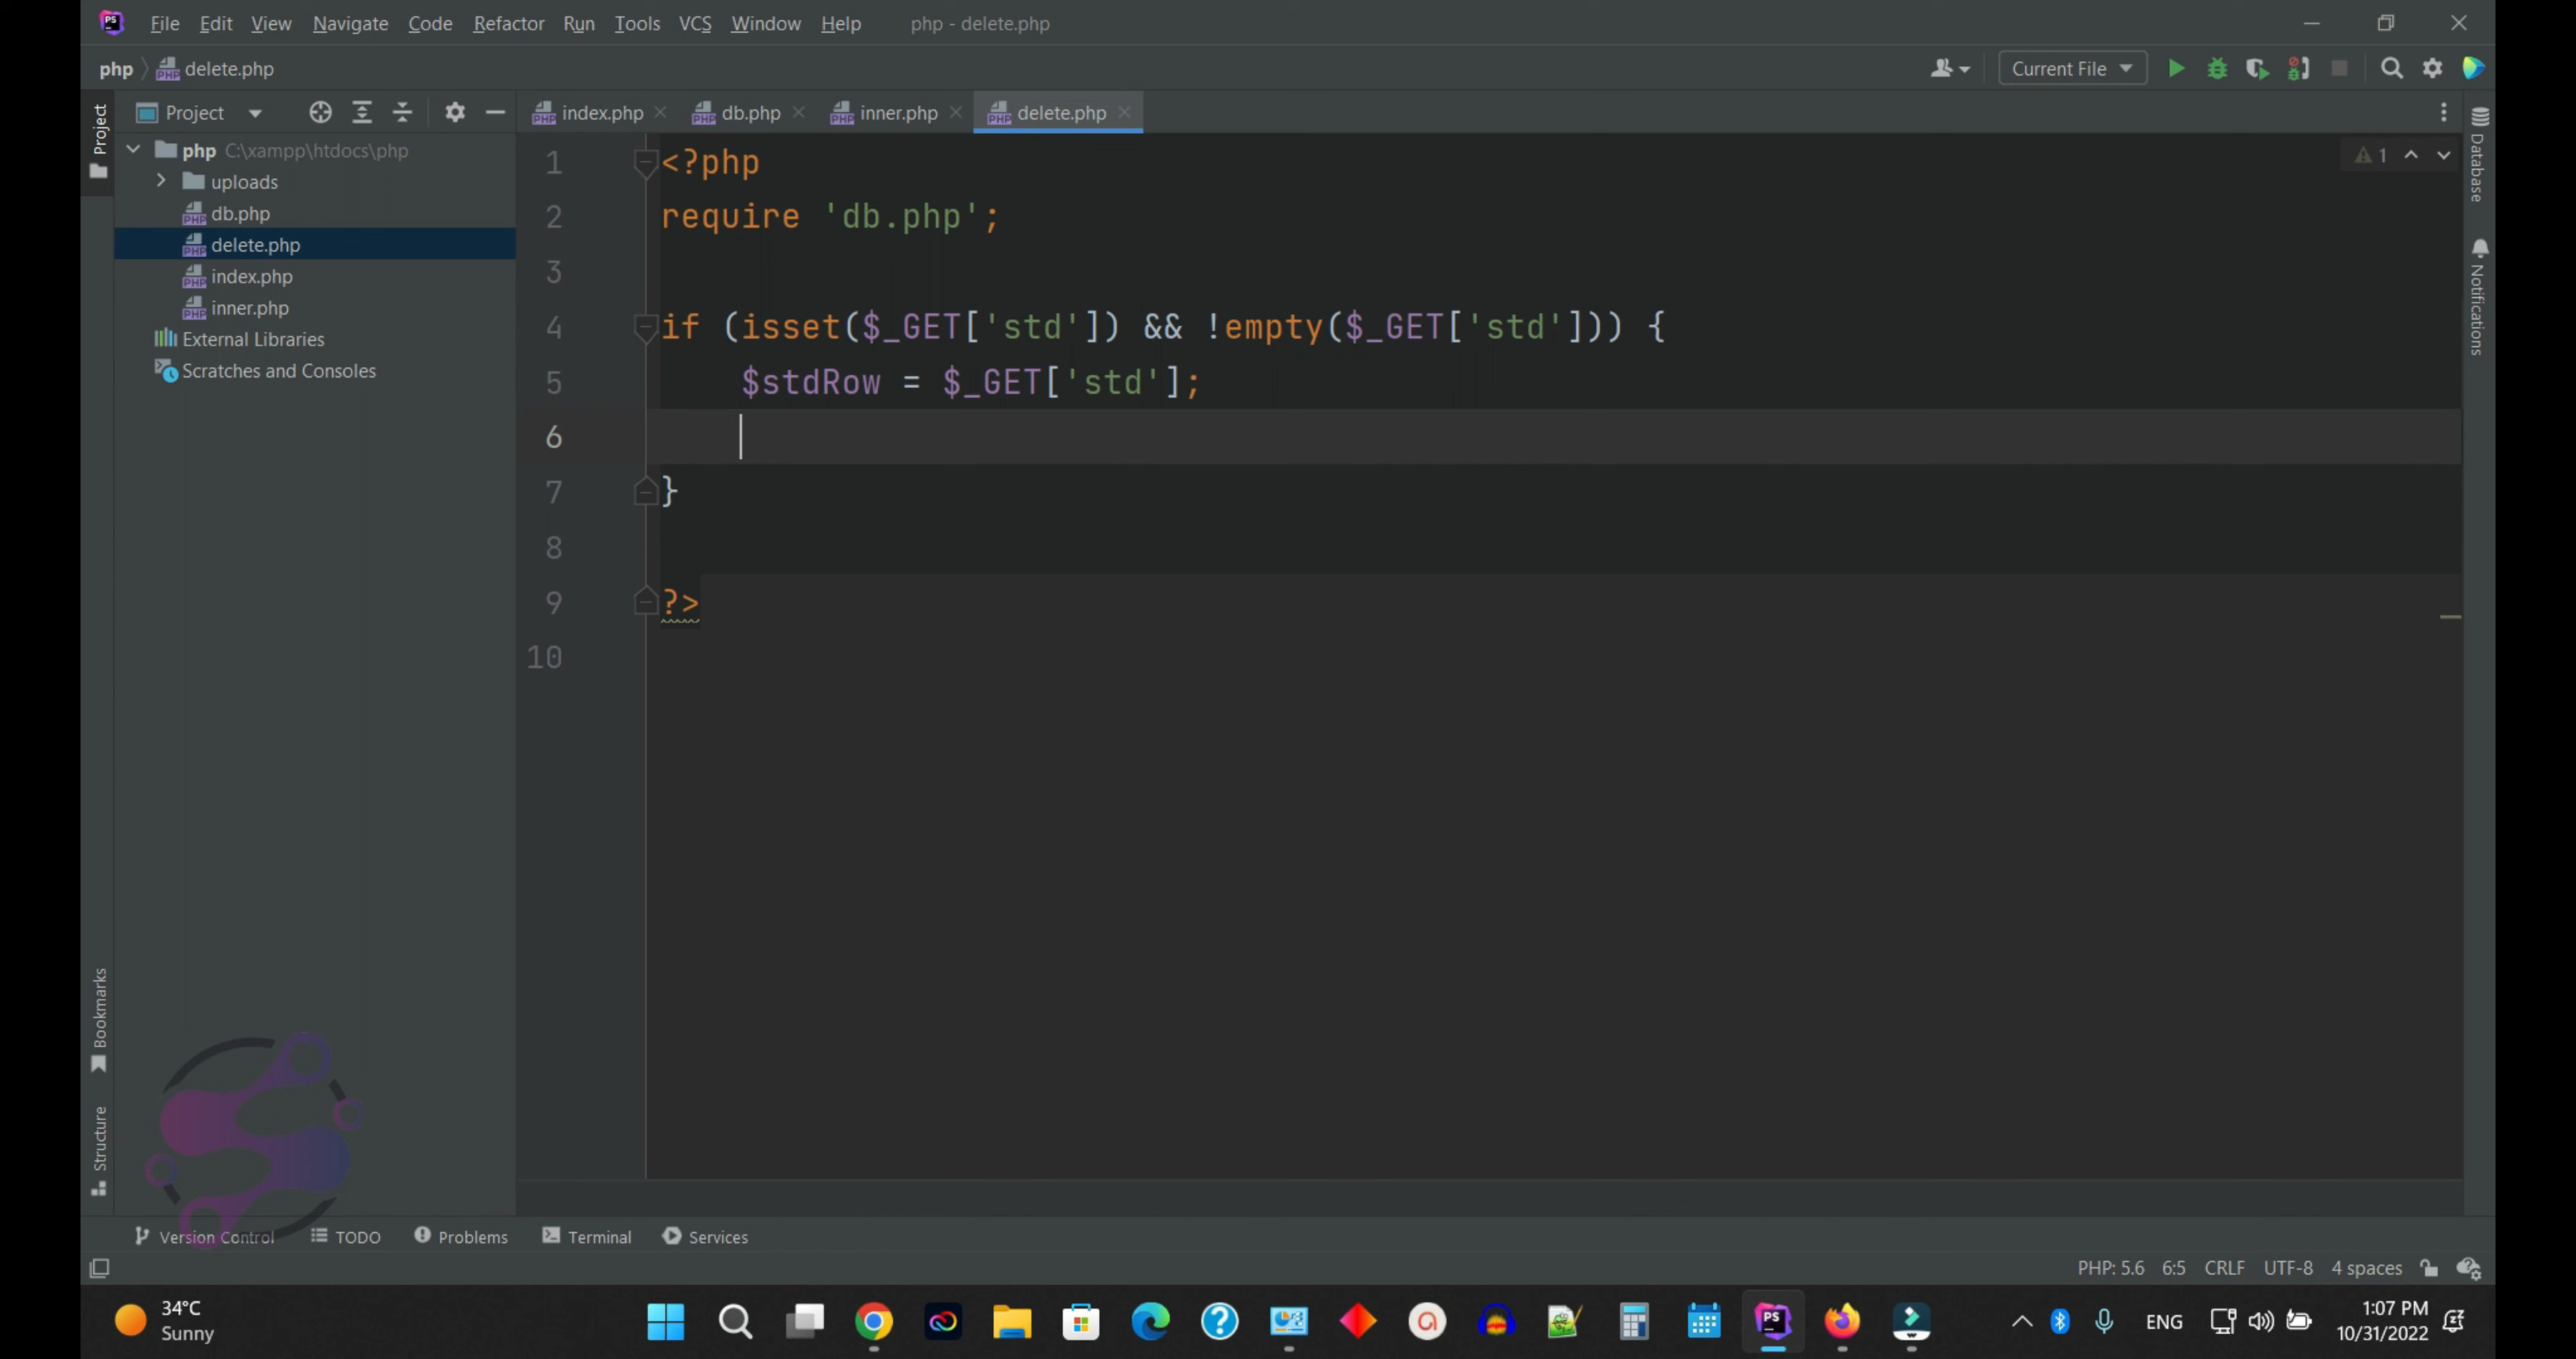 File Edit View Navigate Code Refactor Run Tools VCS Window Help php - delete.php
php delete.php Current File
Project index.php db.php inner.php delete.php
Project
php C:\xampp\htdocs\php
uploads
db.php
delete.php
index.php
inner.php
External Libraries
Scratches and Consoles
1 <?php
2 require 'db.php';
3
4 if (isset($_GET['std']) && !empty($_GET['std'])) {
5 $stdRow = $_GET['std'];
6
7 }
8
9 ?>
10
1
Database
Notifications
Bookmarks
Structure
Version Control TODO Problems Terminal Services
PHP: 5.6 6:5 CRLF UTF-8 4 spaces
34°C
Sunny
ENG
1:07 PM
10/31/2022